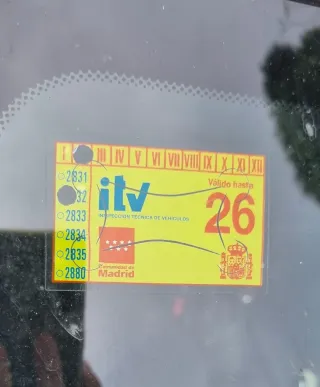 I III IV V VI VII VIII IX X XI XII
2831
32
2833
2834
2835
2880
itv
INSPECCIÓN TÉCNICA DE VEHÍCULOS
Válido hasta
26
Comunidad de
Madrid